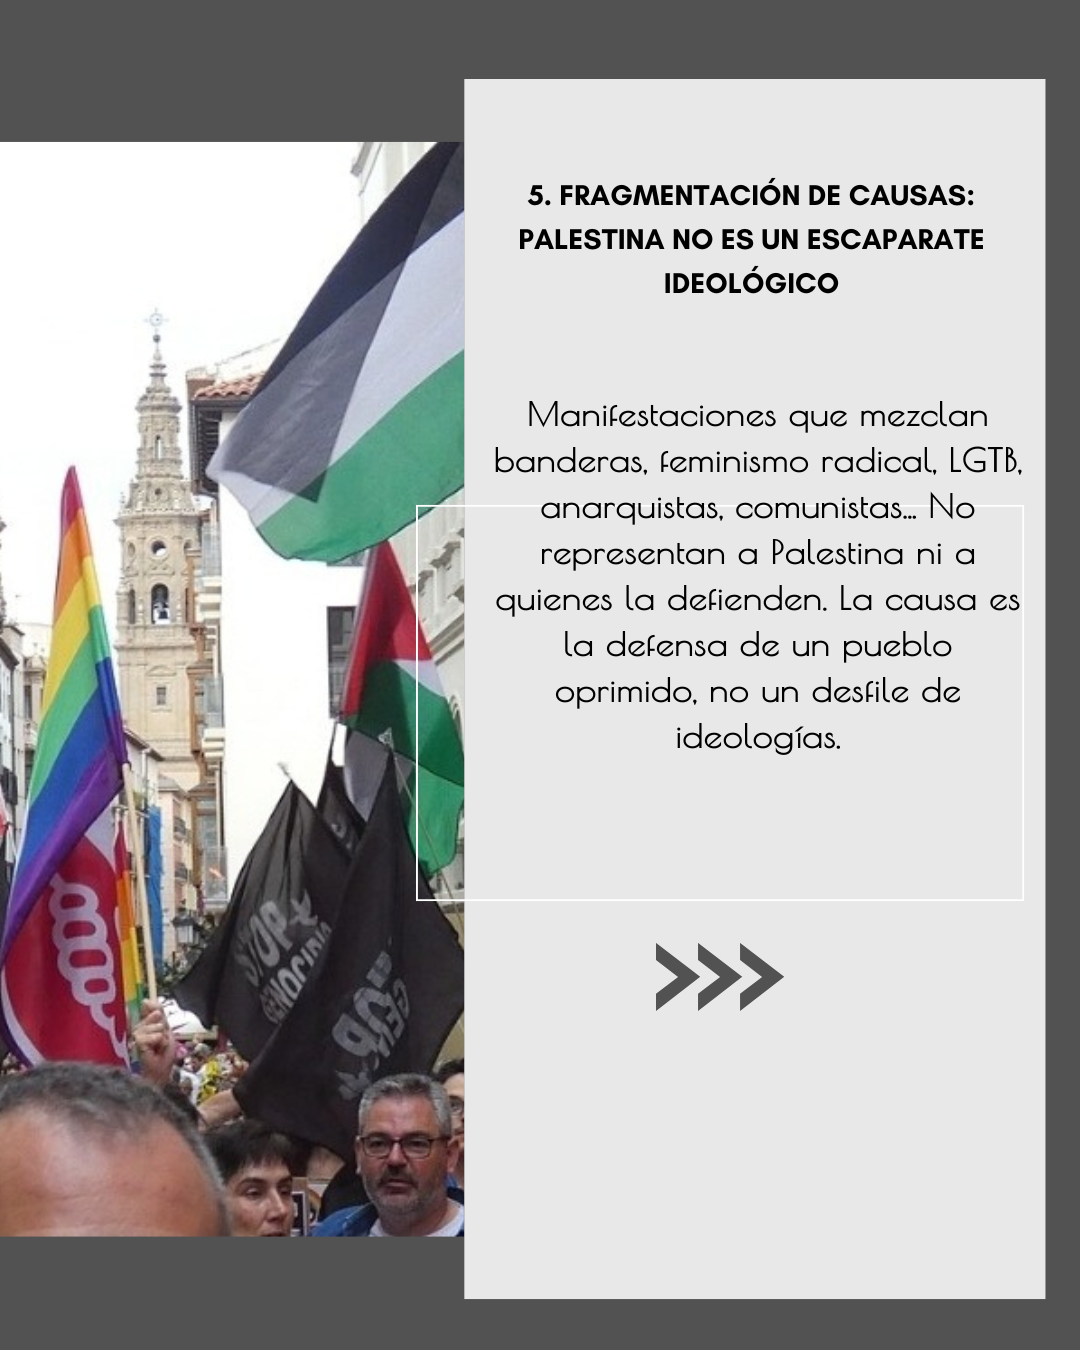 5. FRAGMENTACIÓN DE CAUSAS:
PALESTINA NO ES UN ESCAPARATE
IDEOLÓGICO
Manifestaciones que mezclan
banderas, feminismo radical, LGTB,
anarquistas, comunistas... No
representan a Palestina ni a
quienes la defienden. La causa es
la defensa de un pueblo
oprimido, no un desfile de
ideologías.
STOP
GENOCIDIO
STOP